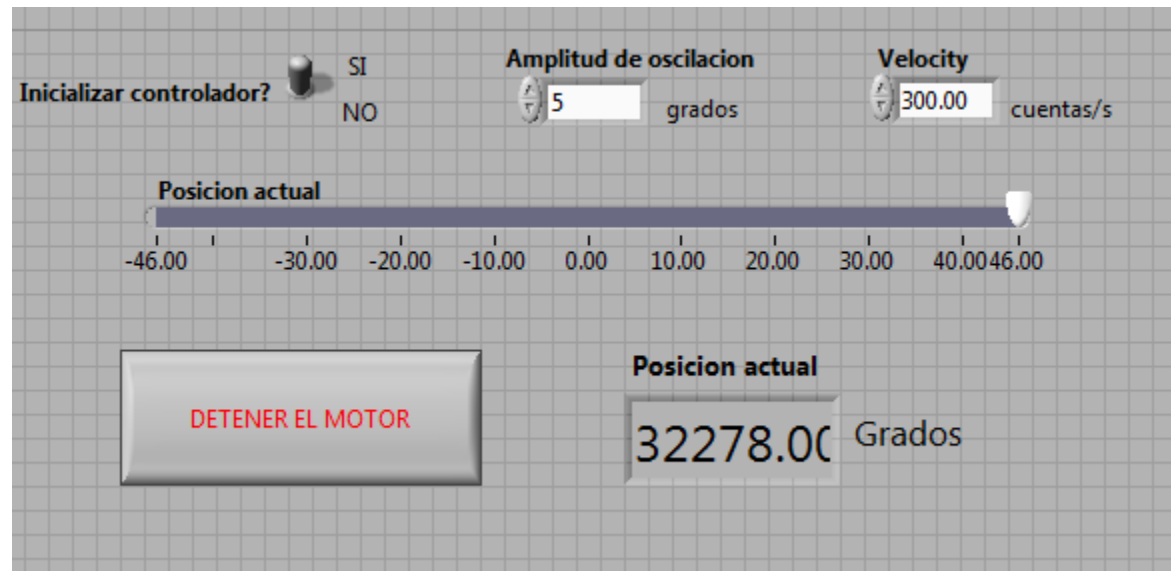 Inicializar controlador?
SI
NO
Amplitud de oscilacion
5
grados
Velocity
300.00
cuentas/s
Posicion actual
-46.00 -30.00 -20.00 -10.00 0.00 10.00 20.00 30.00 40.00 46.00
DETENER EL MOTOR
Posicion actual
32278.00
Grados